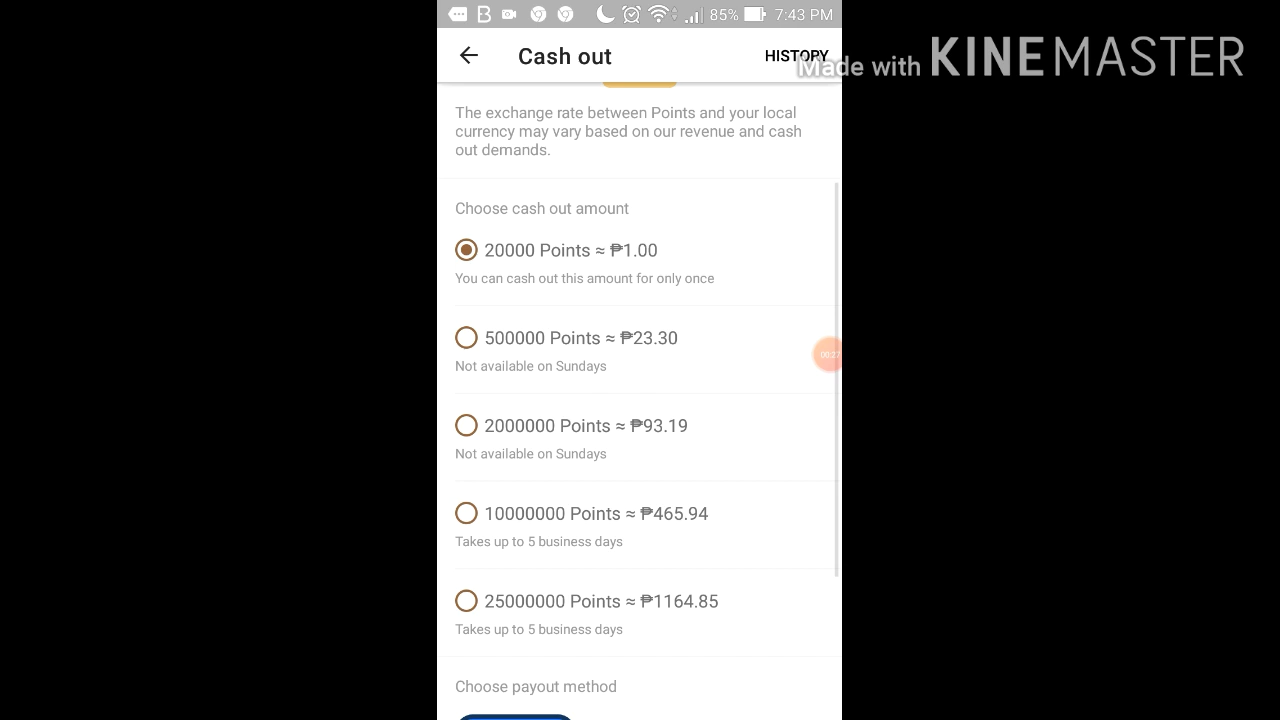 85% 7:43 PM
Cash out
HISTORY
Made with KINEMASTER
The exchange rate between Points and your local
currency may vary based on our revenue and cash
out demands.
Choose cash out amount
20000 Points ≈ ₱1.00
You can cash out this amount for only once
500000 Points ≈ ₱23.30
Not available on Sundays
00:27
2000000 Points ≈ ₱93.19
Not available on Sundays
10000000 Points ≈ ₱465.94
Takes up to 5 business days
25000000 Points ≈ ₱1164.85
Takes up to 5 business days
Choose payout method